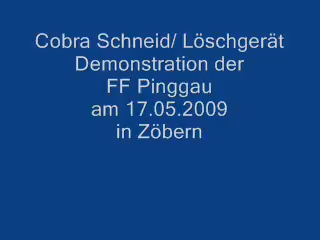 Cobra Schneid/ Löschgerät
Demonstration der
FF Pinggau
am 17.05.2009
in Zöbern